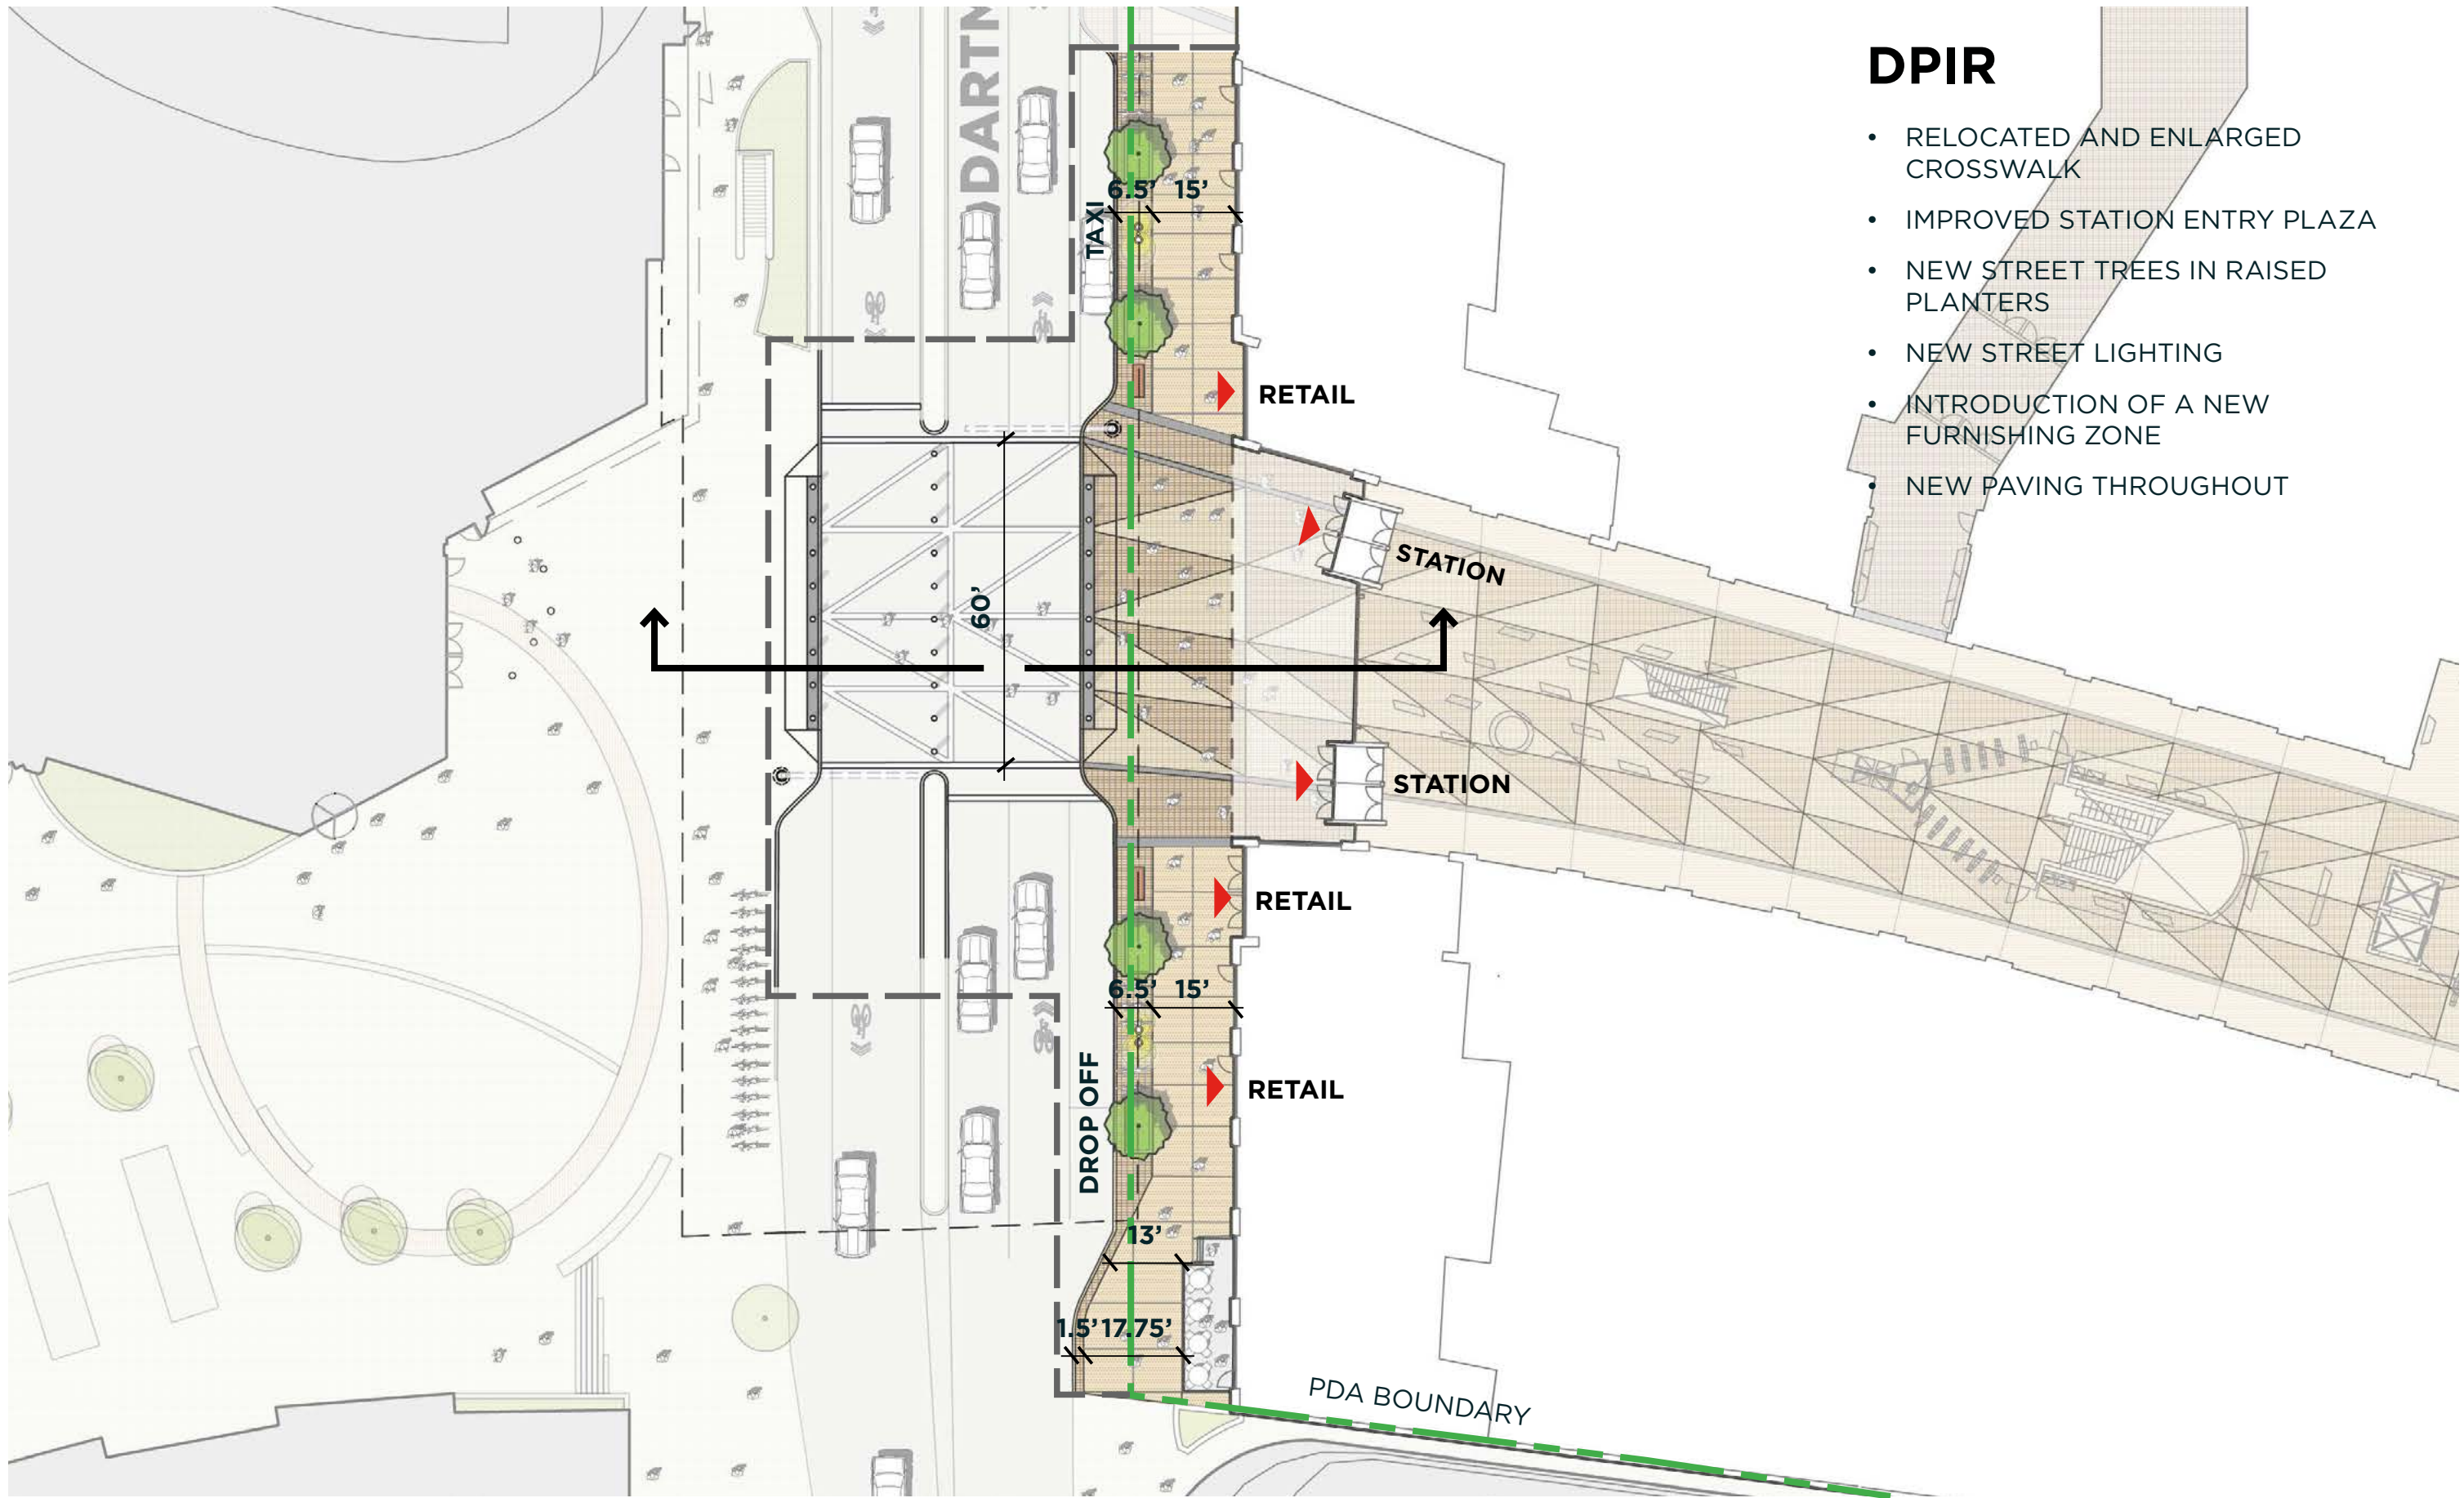 DPIR
• RELOCATED AND ENLARGED
CROSSWALK
• IMPROVED STATION ENTRY PLAZA
• NEW STREET TREES IN RAISED
PLANTERS
• NEW STREET LIGHTING
• INTRODUCTION OF A NEW
FURNISHING ZONE
• NEW PAVING THROUGHOUT
DARTM
TAXI
6.5' 15'
RETAIL
STATION
60'
STATION
RETAIL
6.5' 15'
RETAIL
DROP OFF
13'
1.5' 17.75'
PDA BOUNDARY